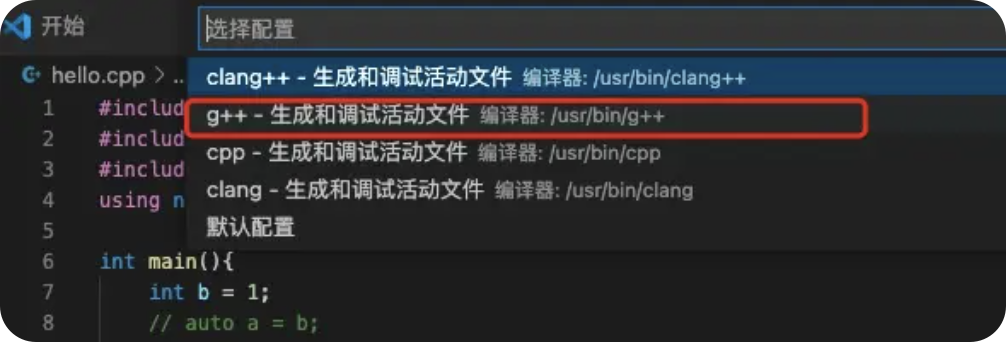 开始
选择配置
hello.cpp > ..
clang++ - 生成和调试活动文件 编译器: /usr/bin/clang++
g++ - 生成和调试活动文件 编译器: /usr/bin/g++
cpp - 生成和调试活动文件 编译器: /usr/bin/cpp
clang - 生成和调试活动文件 编译器: /usr/bin/clang
默认配置
1 #includ
2 #includ
3 #includ
4 using n
5
6 int main(){
7 int b = 1;
8 // auto a = b;